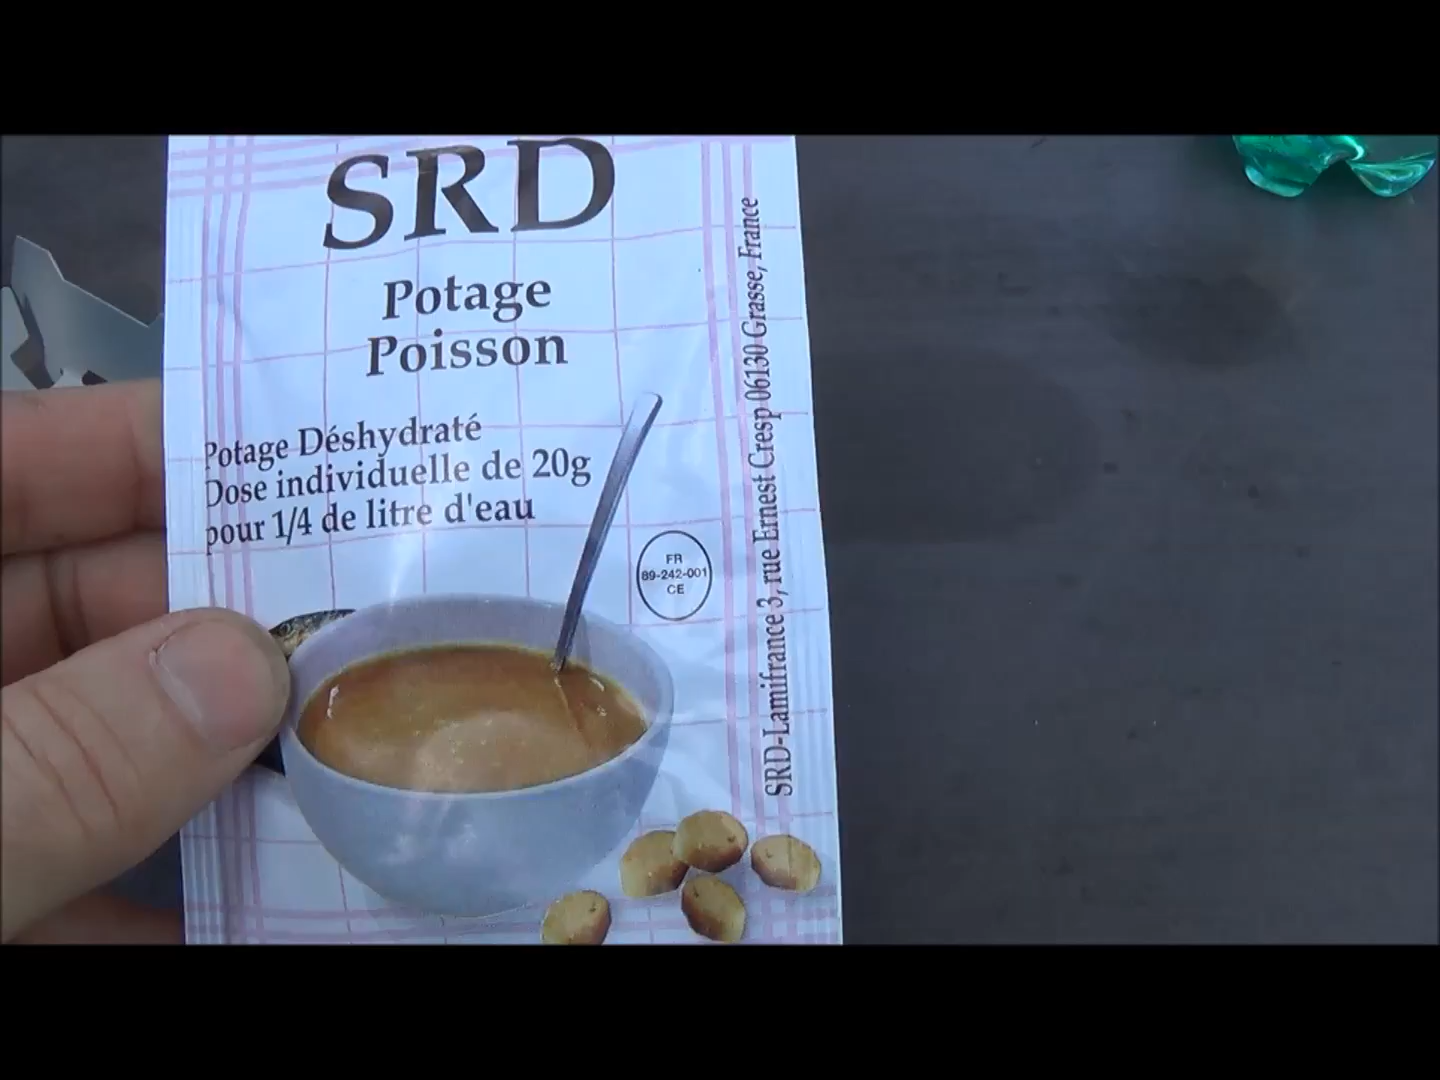 SRD
Potage
Poisson
Potage Déshydraté
Dose individuelle de 20g
pour 1/4 de litre d'eau
FR
89-242-001
CE
SRD-Lamifrance 3, rue Ernest Cresp 06130 Grasse, France